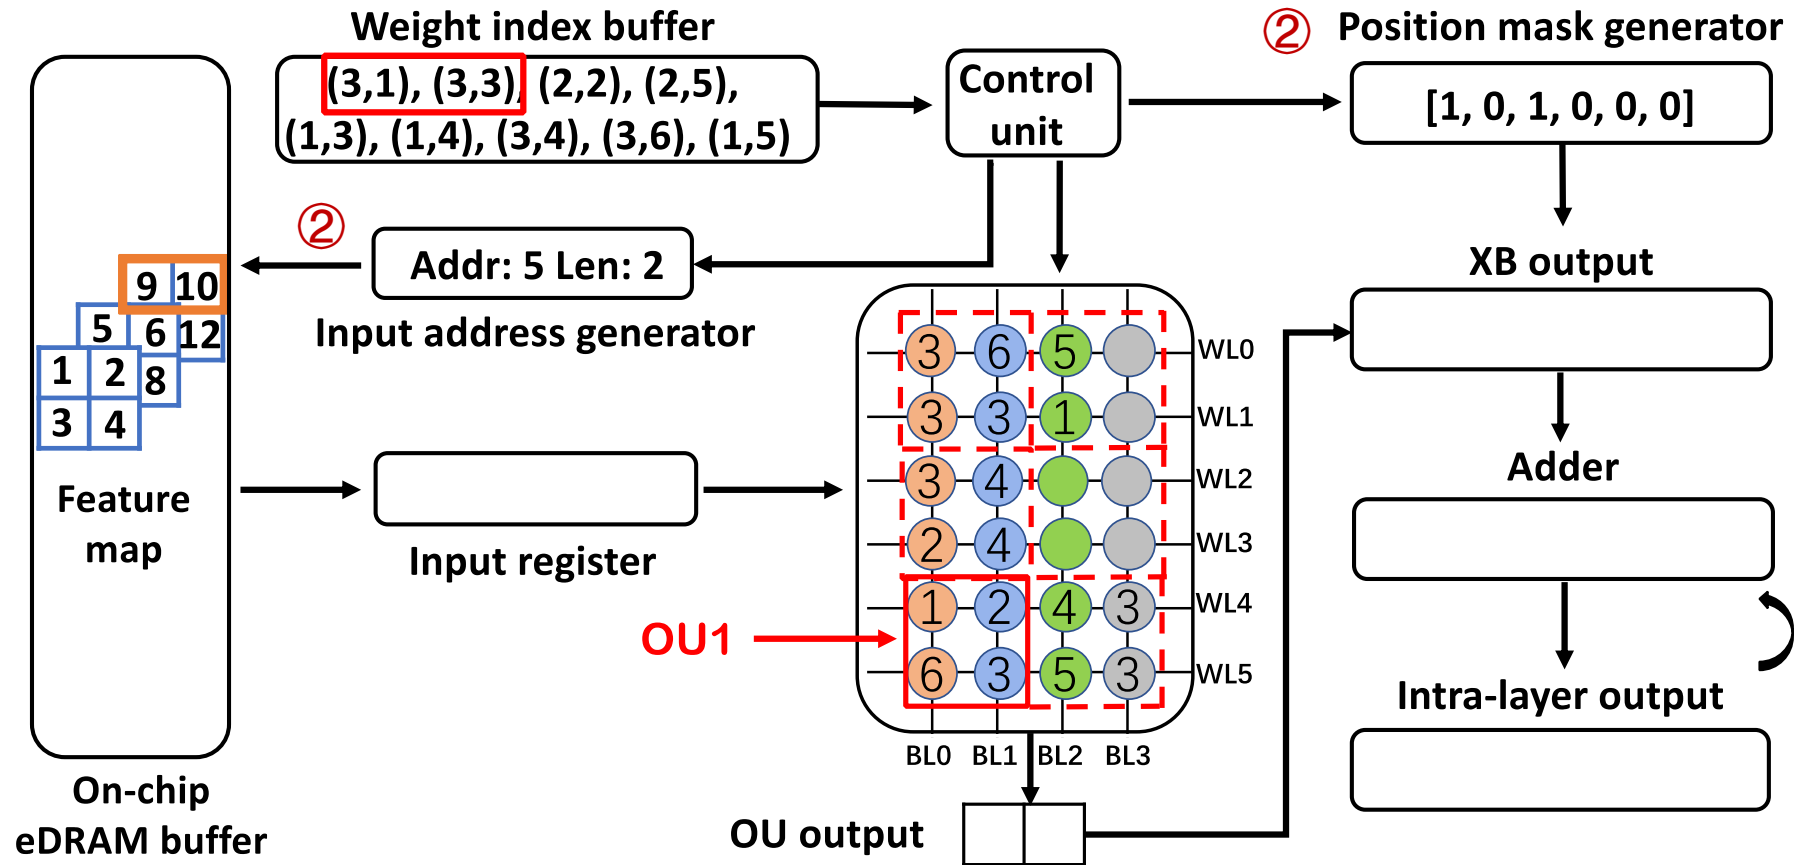 Weight index buffer
(3,1), (3,3), (2,2), (2,5),
(1,3), (1,4), (3,4), (3,6), (1,5)
Control
unit
② Position mask generator
[1, 0, 1, 0, 0, 0]
②
Addr: 5 Len: 2
Input address generator
9 10
5 6 12
1 2 8
3 4
Feature
map
On-chip
eDRAM buffer
Input register
3 6 5 WL0
3 3 1 WL1
3 4 WL2
2 4 WL3
1 2 4 3 WL4
6 3 5 3 WL5
OU1
BL0 BL1 BL2 BL3
OU output
XB output
Adder
Intra-layer output